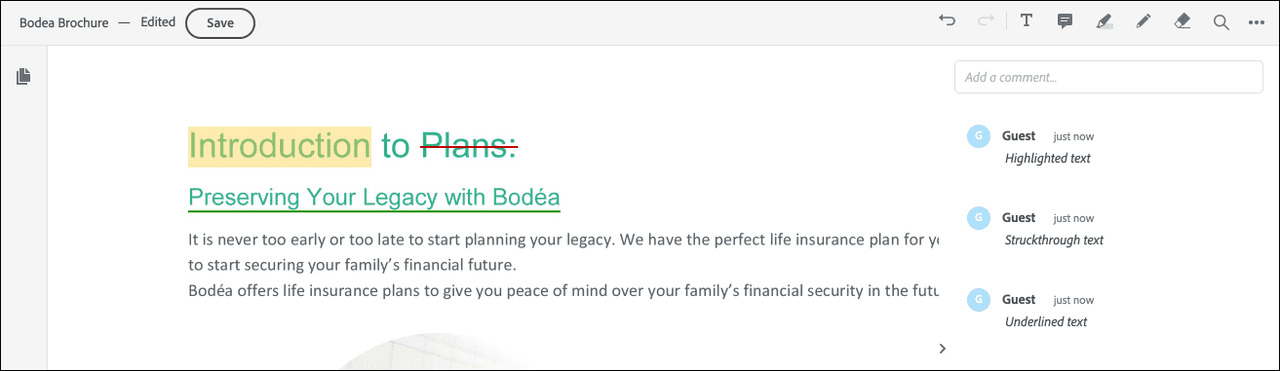 Bodea Brochure — Edited Save
T
Introduction to Plans:
Preserving Your Legacy with Bodéa
It is never too early or too late to start planning your legacy. We have the perfect life insurance plan for
to start securing your family’s financial future.
Bodéa offers life insurance plans to give you peace of mind over your family’s financial security in the
Add a comment...
G Guest just now
Highlighted text
G Guest just now
Struckthrough text
G Guest just now
Underlined text